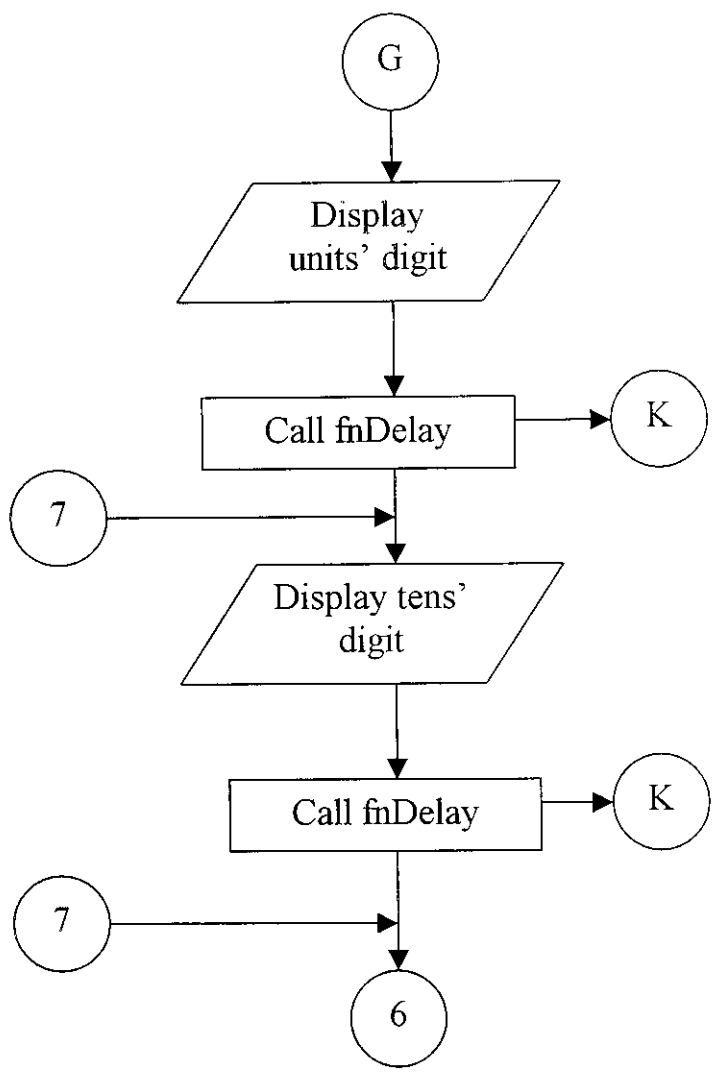 G
Display
units’ digit
Call fnDelay
K
7
Display tens’
digit
Call fnDelay
K
7
6